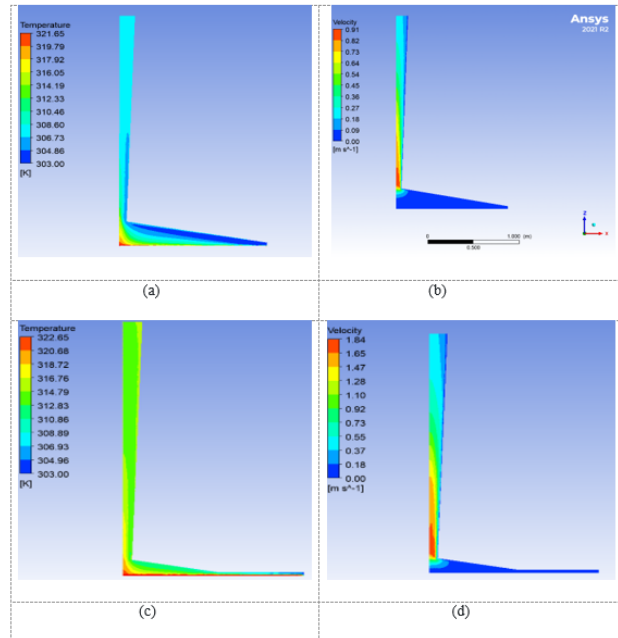 Temperature
321.65
319.79
317.92
316.05
314.19
312.33
310.46
308.60
306.73
304.86
303.00
[K]
Velocity
0.91
0.82
0.73
0.64
0.54
0.45
0.36
0.27
0.18
0.09
0.00
[m s^-1]
Ansys
2021 R2
Z
X
0
1.000 (m)
0.500
(a)
(b)
Temperature
322.65
320.68
318.72
316.76
314.79
312.83
310.86
308.89
306.93
304.96
303.00
[K]
Velocity
1.84
1.65
1.47
1.28
1.10
0.92
0.73
0.55
0.37
0.18
0.00
[m s^-1]
(c)
(d)